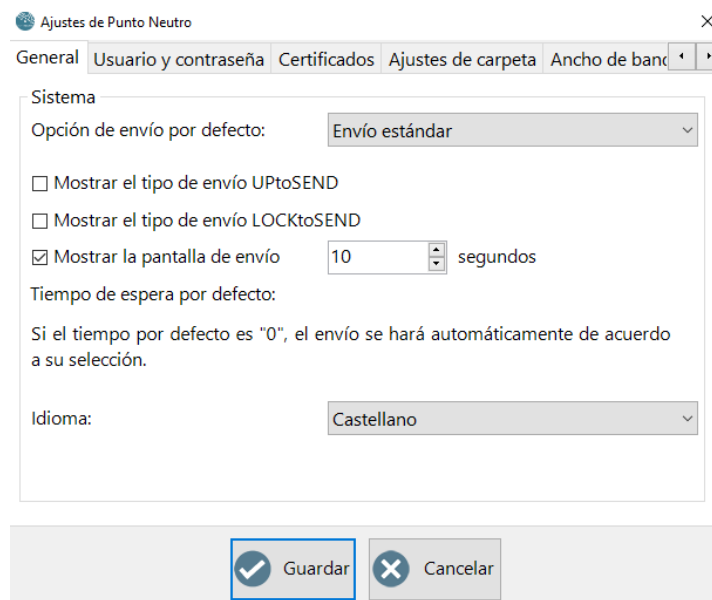 Ajustes de Punto Neutro
General Usuario y contraseña Certificados Ajustes de carpeta Ancho de
Sistema
Opción de envío por defecto: Envío estándar
Mostrar el tipo de envío UPtoSEND
Mostrar el tipo de envío LOCKtoSEND
Mostrar la pantalla de envío 10 segundos
Tiempo de espera por defecto:
Si el tiempo por defecto es "0", el envío se hará automáticamente de acuerdo
a su selección.
Idioma: Castellano
Guardar Cancelar